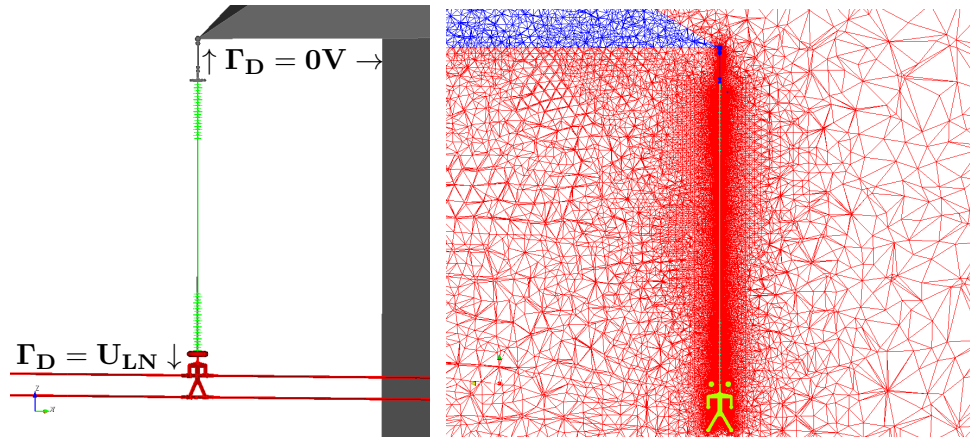 ↑ Γ_D = 0V →
Γ_D = U_LN ↓